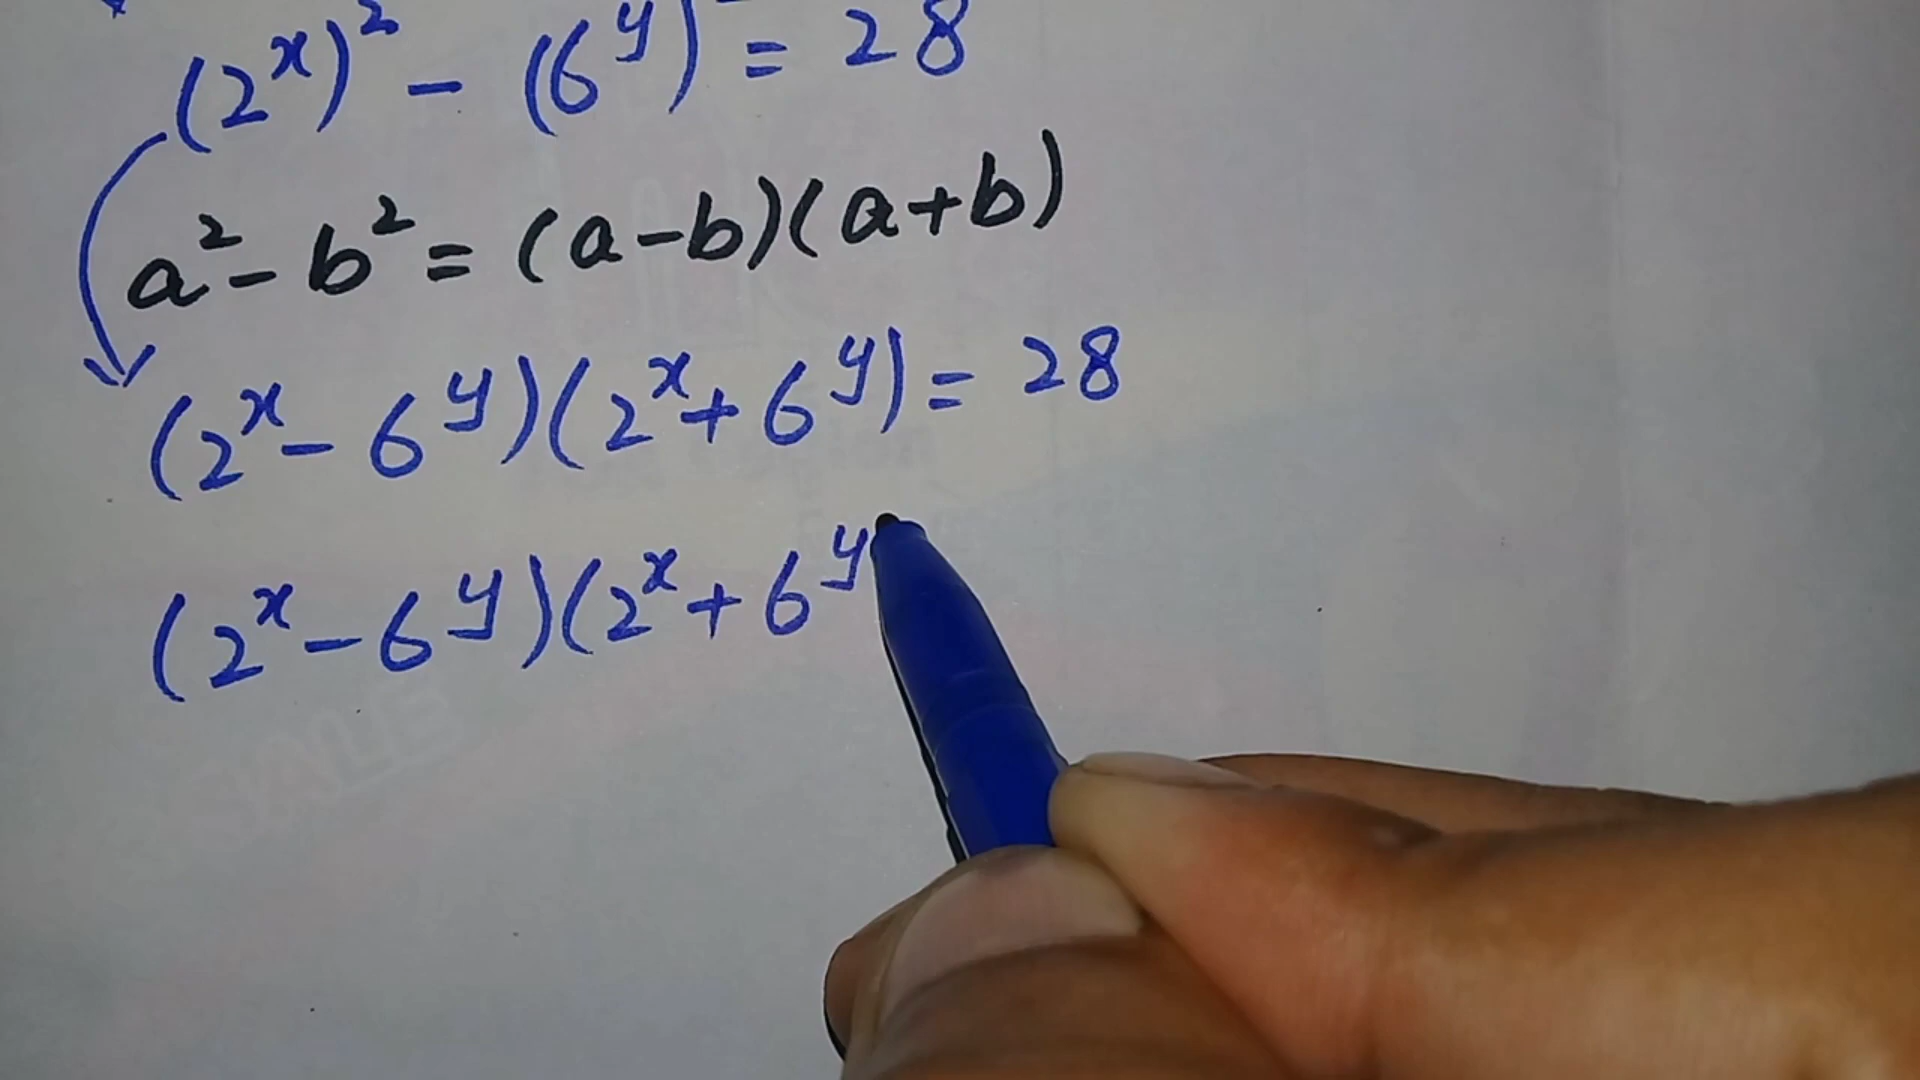 (2^x)^2 - (6^y) = 28
a^2 - b^2 = (a-b)(a+b)
(2^x - 6^y)(2^x + 6^y) = 28
(2^x - 6^y)(2^x + 6^y